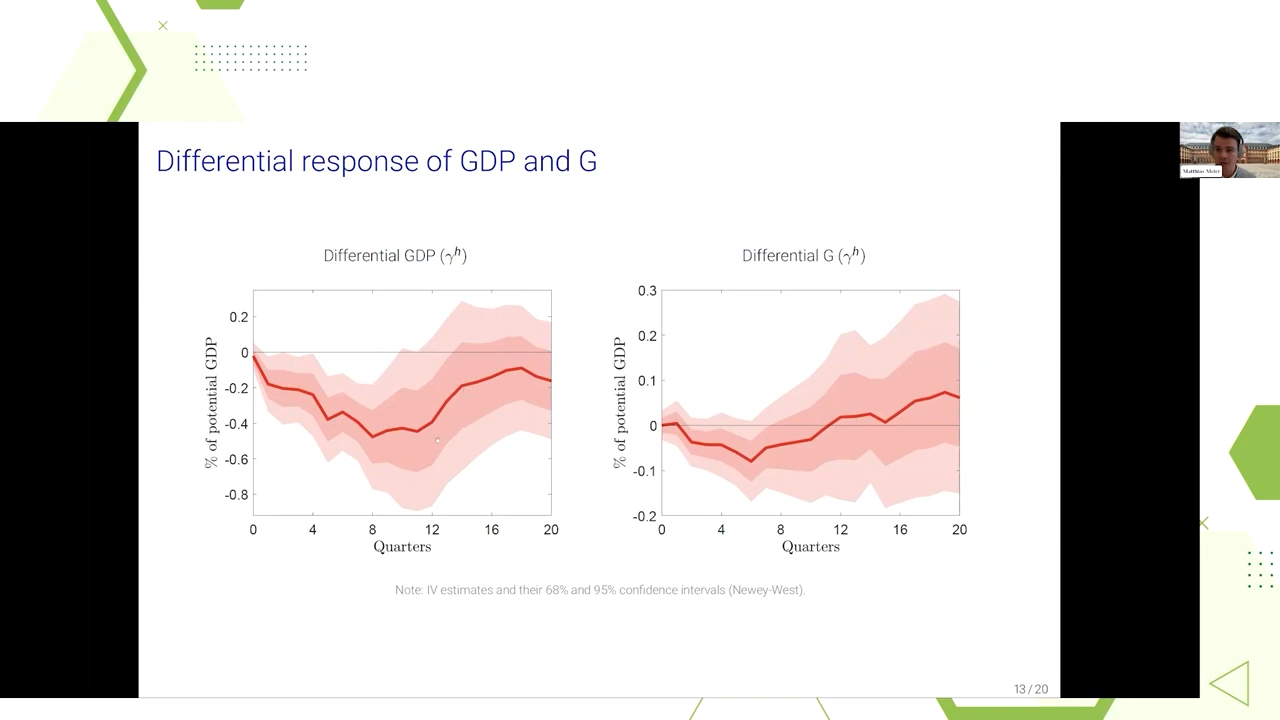 Matthias Meier
Differential response of GDP and G
Differential GDP (γʰ)
% of potential GDP
0.2
0
-0.2
-0.4
-0.6
-0.8
0 4 8 12 16 20
Quarters
Differential G (γʰ)
% of potential GDP
0.3
0.2
0.1
0
-0.1
-0.2
0 4 8 12 16 20
Quarters
Note: IV estimates and their 68% and 95% confidence intervals (Newey-West).
13 / 20